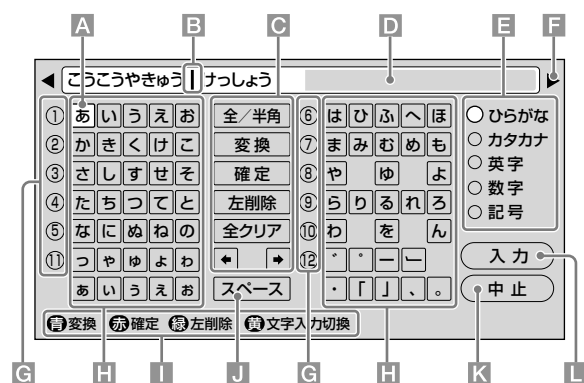 A B C D E F
◀ こうこうやきゅう|けっしょう ▶
① あ い う え お 全／半角 ⑥ は ひ ふ へ ほ ひらがな
② か き く け こ 変換 ⑦ ま み む め も カタカナ
③ さ し す せ そ 確定 ⑧ や ゆ よ 英字
④ た ち つ て と 左削除 ⑨ ら り る れ ろ 数字
⑤ な に ぬ ね の 全クリア ⑩ わ を ん 記号
⑪ っ ゃ ゅ ょ ゎ ← → ⑫ ゛ ゜ ー 入力
ぁ ぃ ぅ ぇ ぉ スペース ・ 「 」 、 。 中止
青変換 赤確定 緑左削除 黄文字入力切換
G H I J G H K L